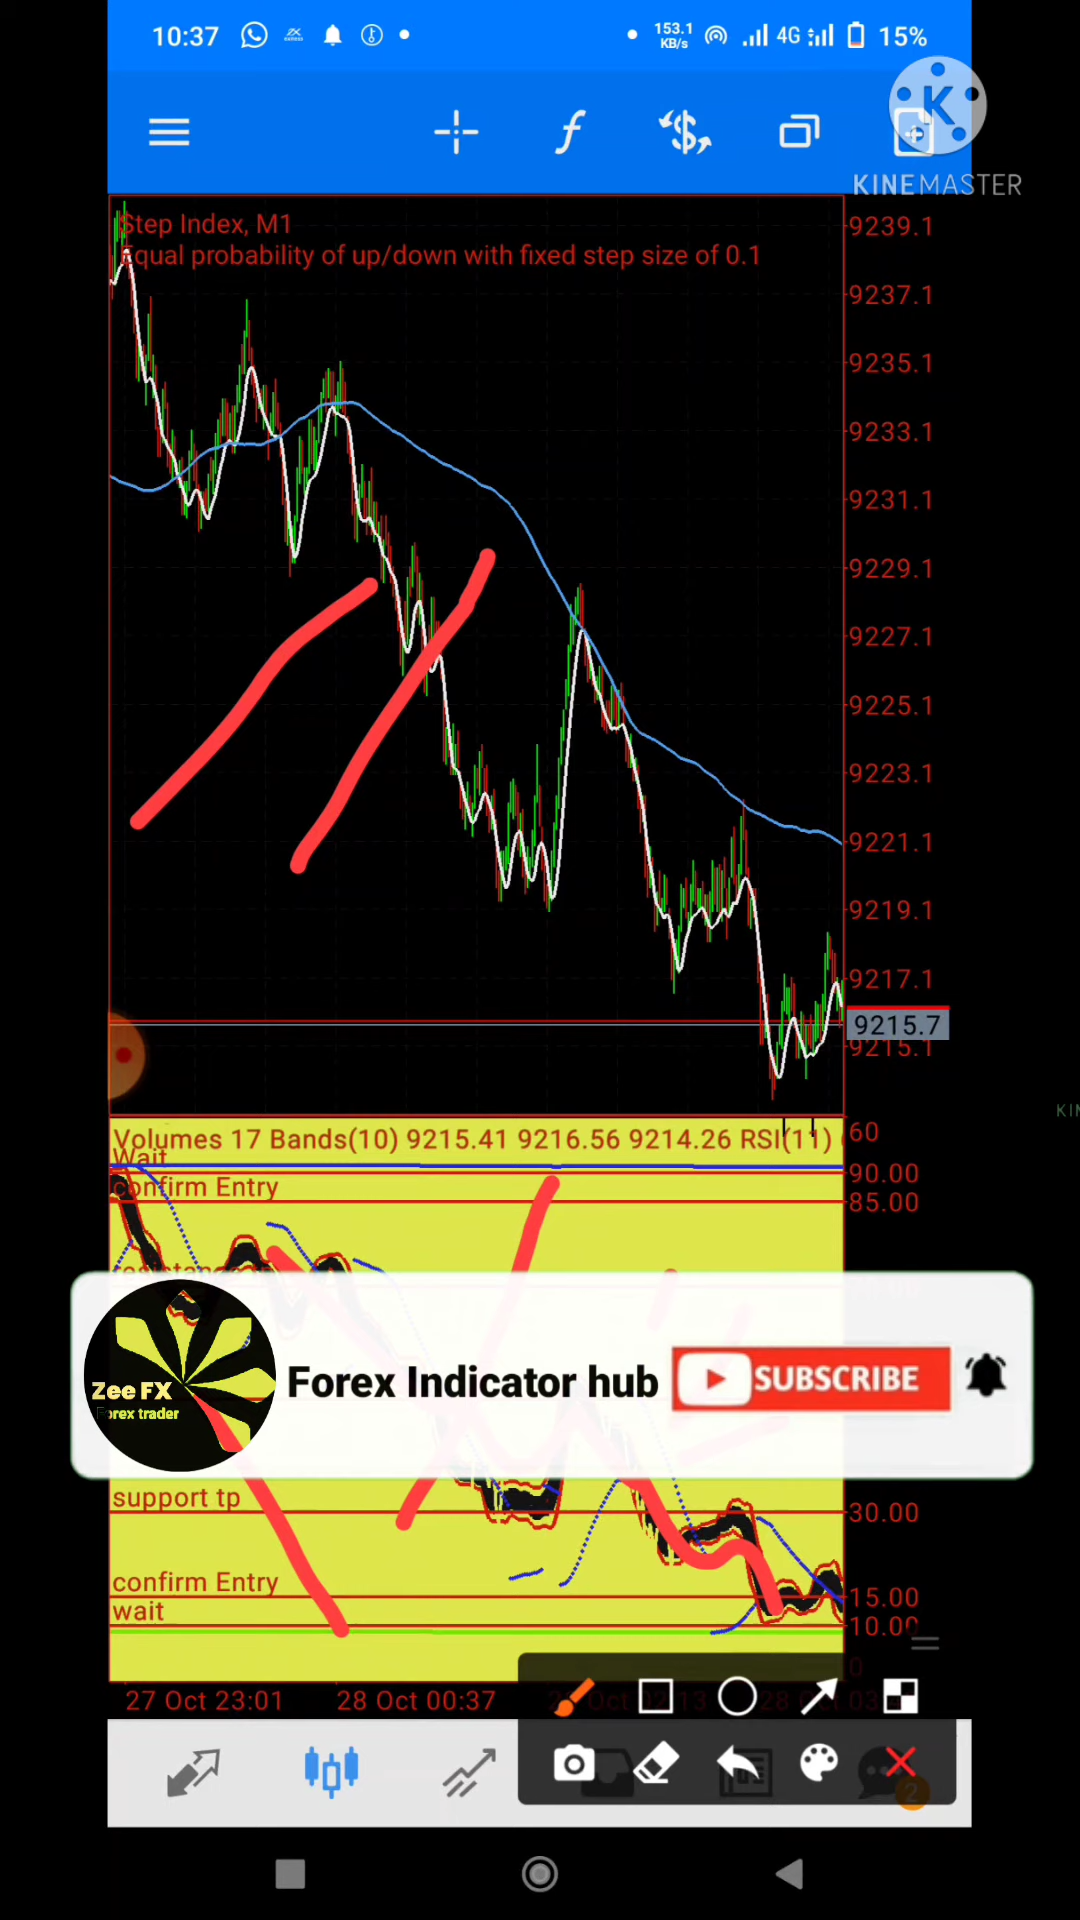 10:37
153.1
KB/s
4G
15%
KINEMASTER
Step Index, M1
Equal probability of up/down with fixed step size of 0.1
9239.1
9237.1
9235.1
9233.1
9231.1
9229.1
9227.1
9225.1
9223.1
9221.1
9219.1
9217.1
9215.7
9215.1
Volumes 17 Bands(10) 9215.41 9216.56 9214.26 RSI(11)
60
Wait
90.00
confirm Entry
85.00
Zee FX
Forex trader
Forex Indicator hub
SUBSCRIBE
support tp
30.00
confirm Entry
15.00
wait
10.00
0
27 Oct 23:01
28 Oct 00:37
2